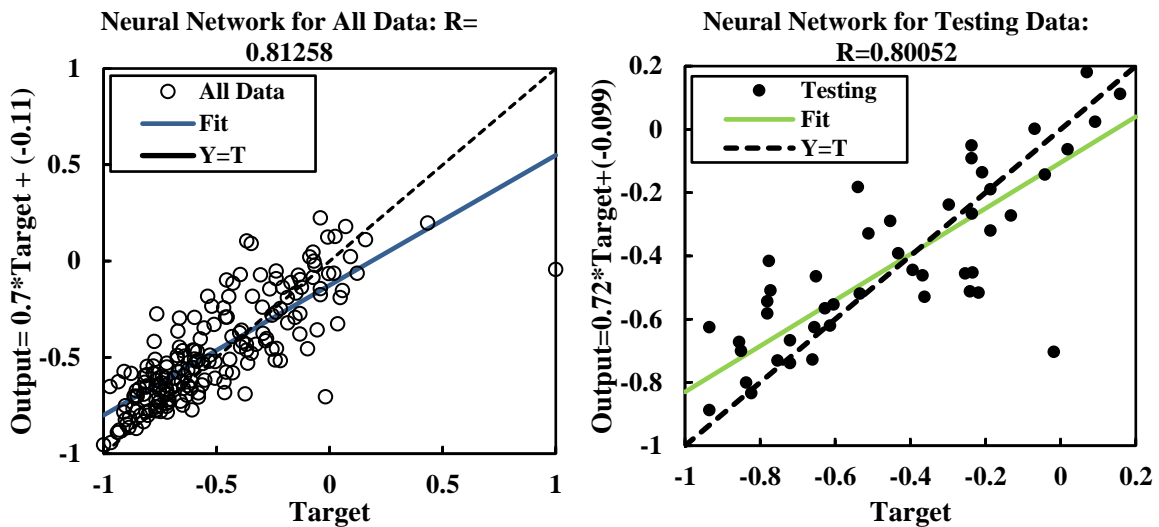 Neural Network for All Data: R=
0.81258
Output= 0.7*Target + (-0.11)
1
0.5
0
-0.5
-1
All Data
Fit
Y=T
-1
-0.5
0
0.5
1
Target
Neural Network for Testing Data:
R=0.80052
Output=0.72*Target+(-0.099)
0.2
0
-0.2
-0.4
-0.6
-0.8
-1
Testing
Fit
Y=T
-1
-0.8
-0.6
-0.4
-0.2
0
0.2
Target